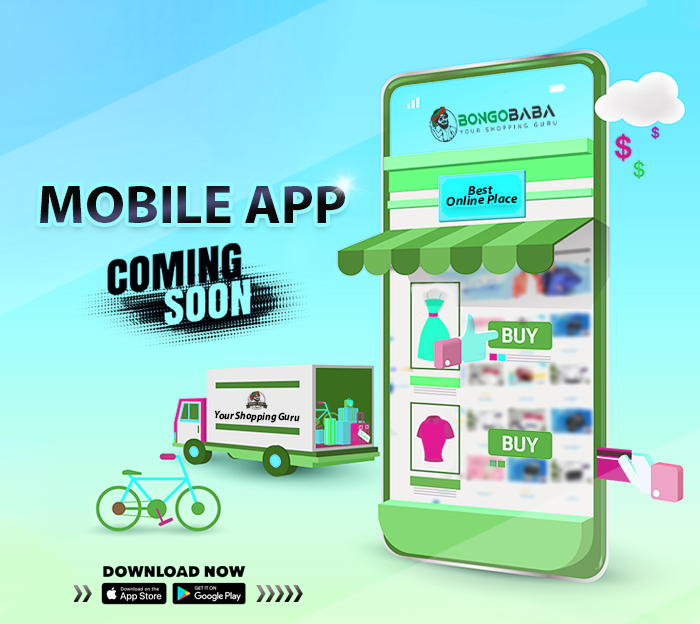 BONGOBABA
YOUR SHOPPING GURU
Best
Online Place
MOBILE APP
COMING
SOON
BUY
Your Shopping Guru
BUY
DOWNLOAD NOW
Download on the
App Store
GET IT ON
Google Play
$
$
$